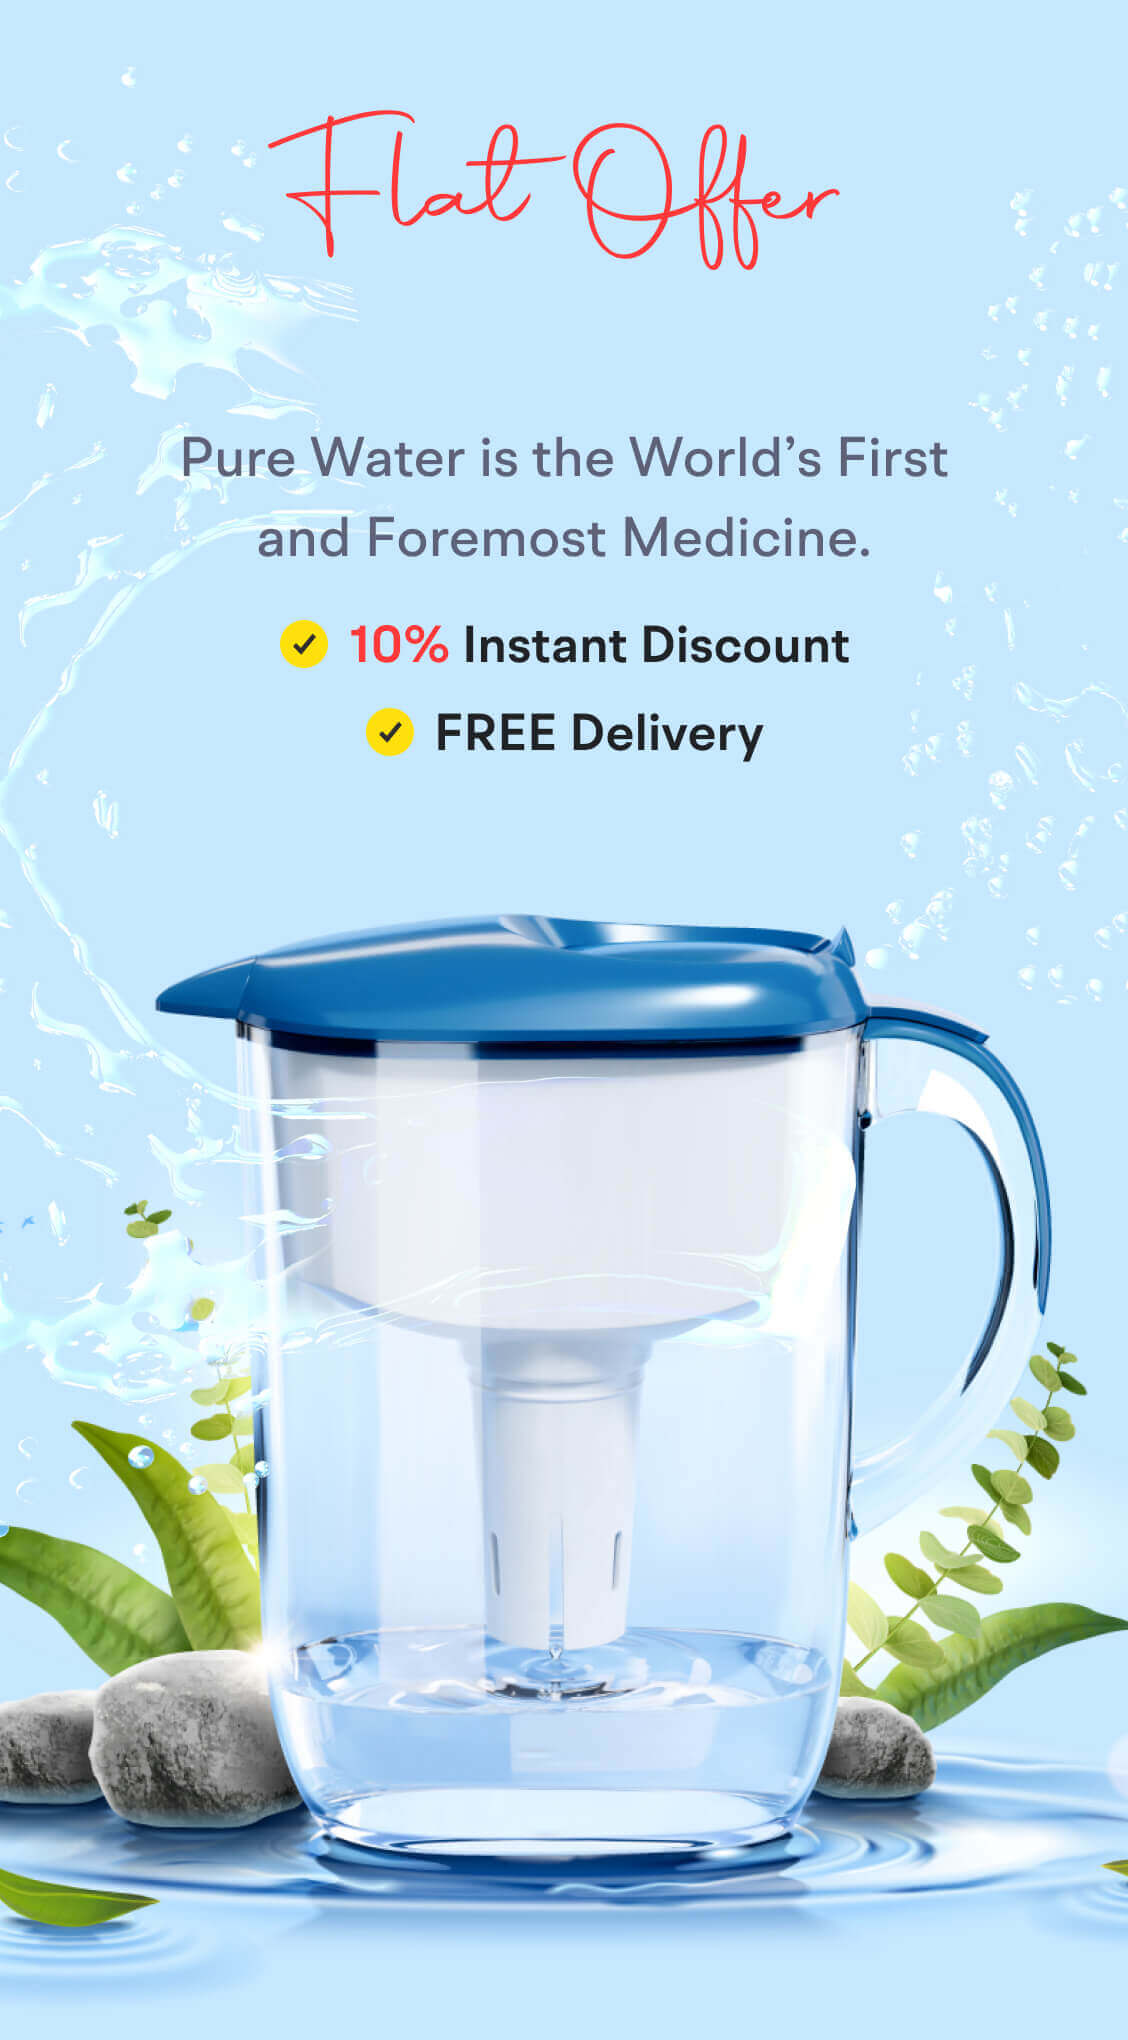 Flat Offer
Pure Water is the World’s First
and Foremost Medicine.
10% Instant Discount
FREE Delivery